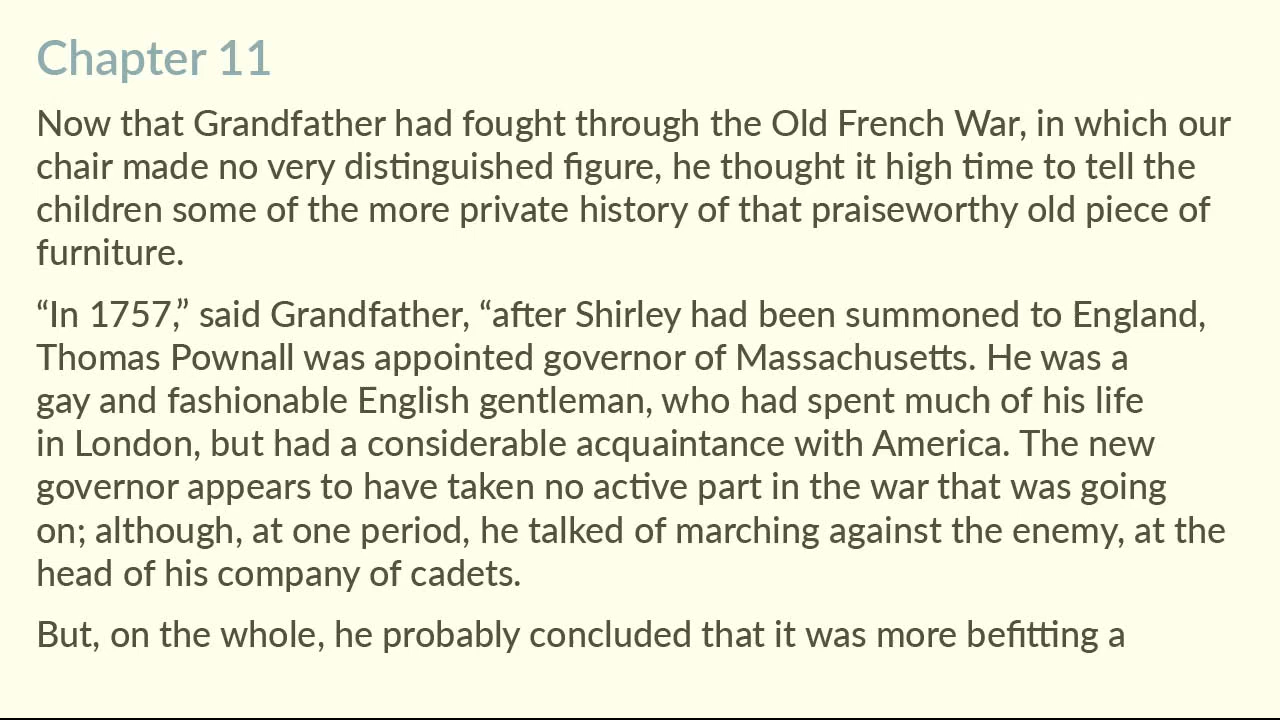 Chapter 11
Now that Grandfather had fought through the Old French War, in which our
chair made no very distinguished figure, he thought it high time to tell the
children some of the more private history of that praiseworthy old piece of
furniture.
“In 1757,” said Grandfather, “after Shirley had been summoned to England,
Thomas Pownall was appointed governor of Massachusetts. He was a
gay and fashionable English gentleman, who had spent much of his life
in London, but had a considerable acquaintance with America. The new
governor appears to have taken no active part in the war that was going
on; although, at one period, he talked of marching against the enemy, at the
head of his company of cadets.
But, on the whole, he probably concluded that it was more befitting a